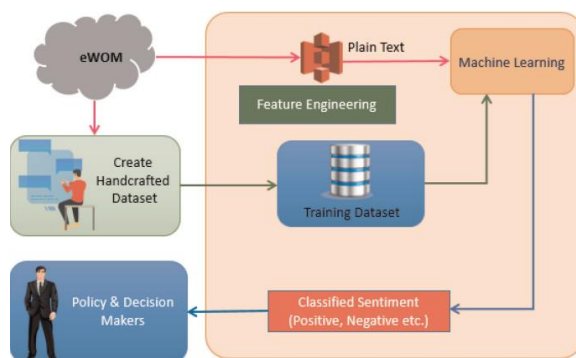 eWOM
Plain Text
Machine Learning
Feature Engineering
Create
Handcrafted
Dataset
Training Dataset
Policy & Decision
Makers
Classified Sentiment
(Positive, Negative etc.)